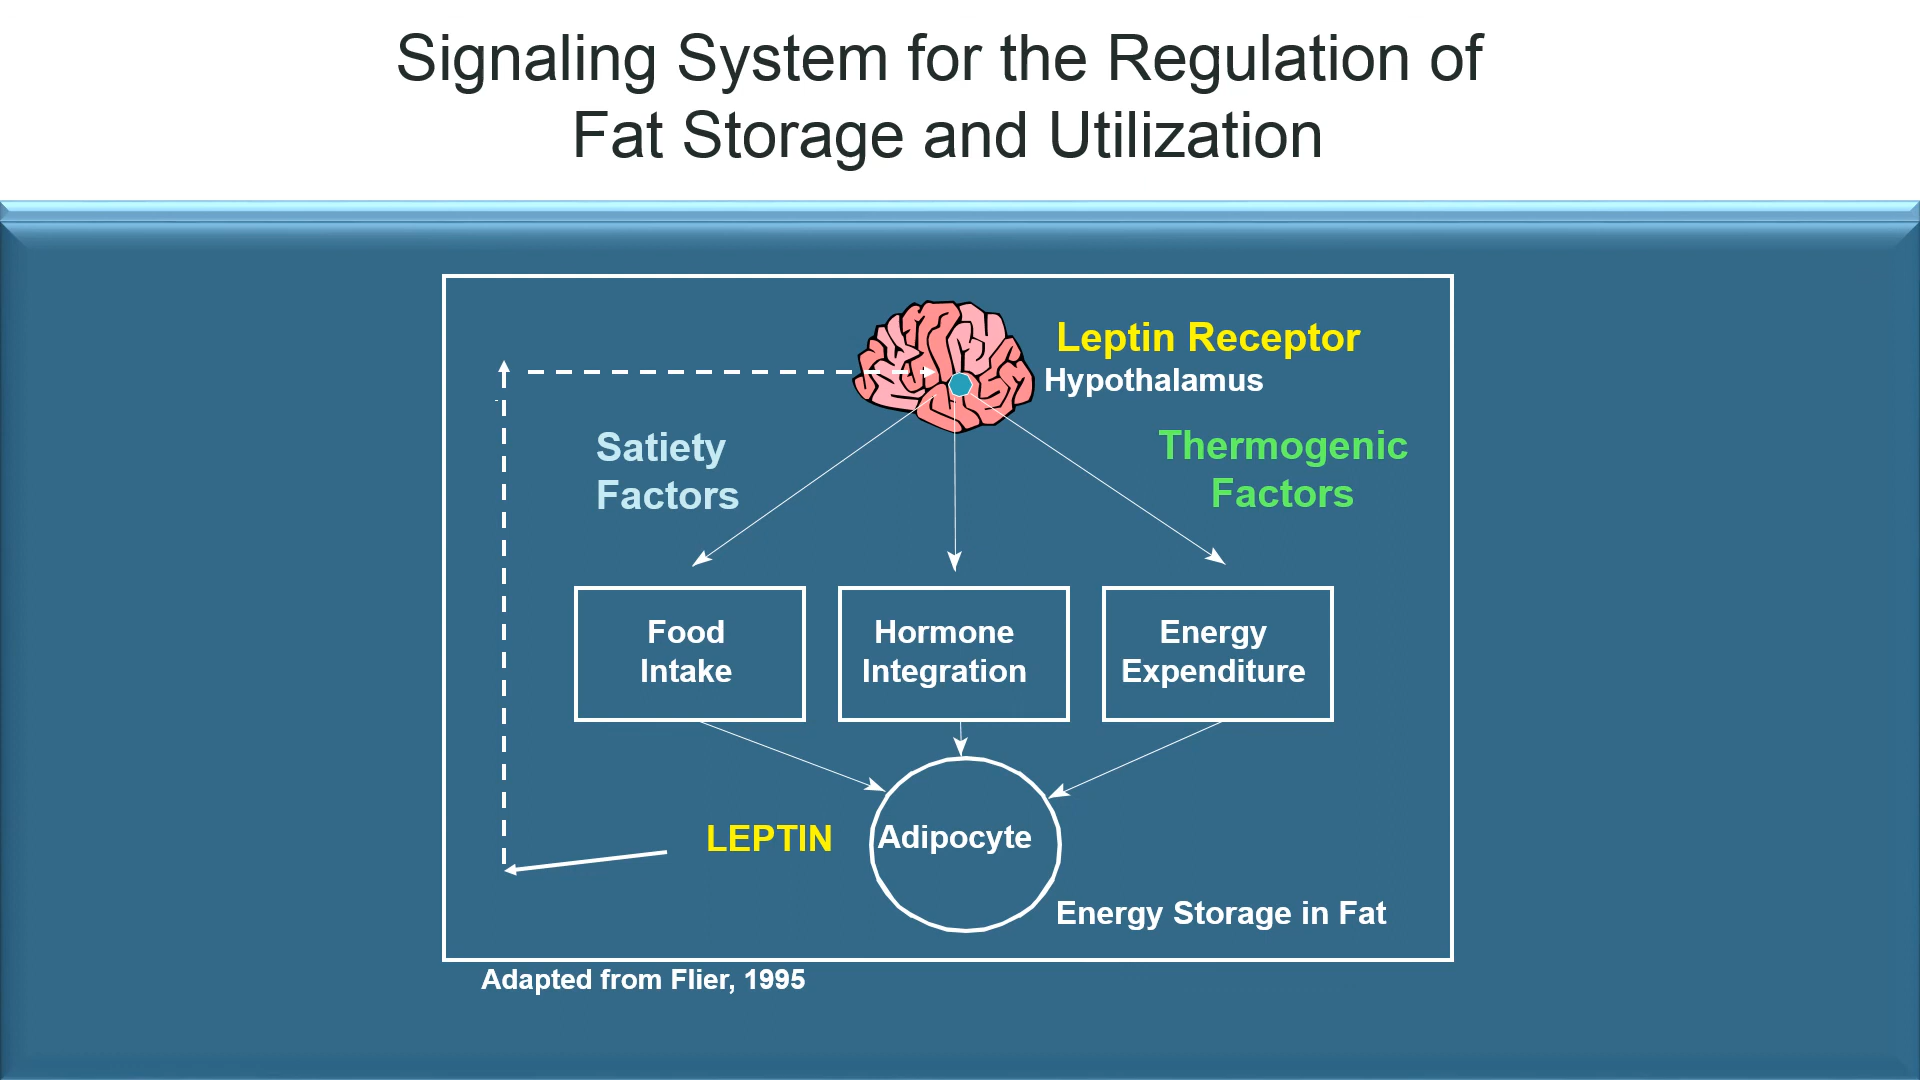 Signaling System for the Regulation of
Fat Storage and Utilization
Leptin Receptor
Hypothalamus
Satiety
Factors
Thermogenic
Factors
Food
Intake
Hormone
Integration
Energy
Expenditure
LEPTIN
Adipocyte
Energy Storage in Fat
Adapted from Flier, 1995